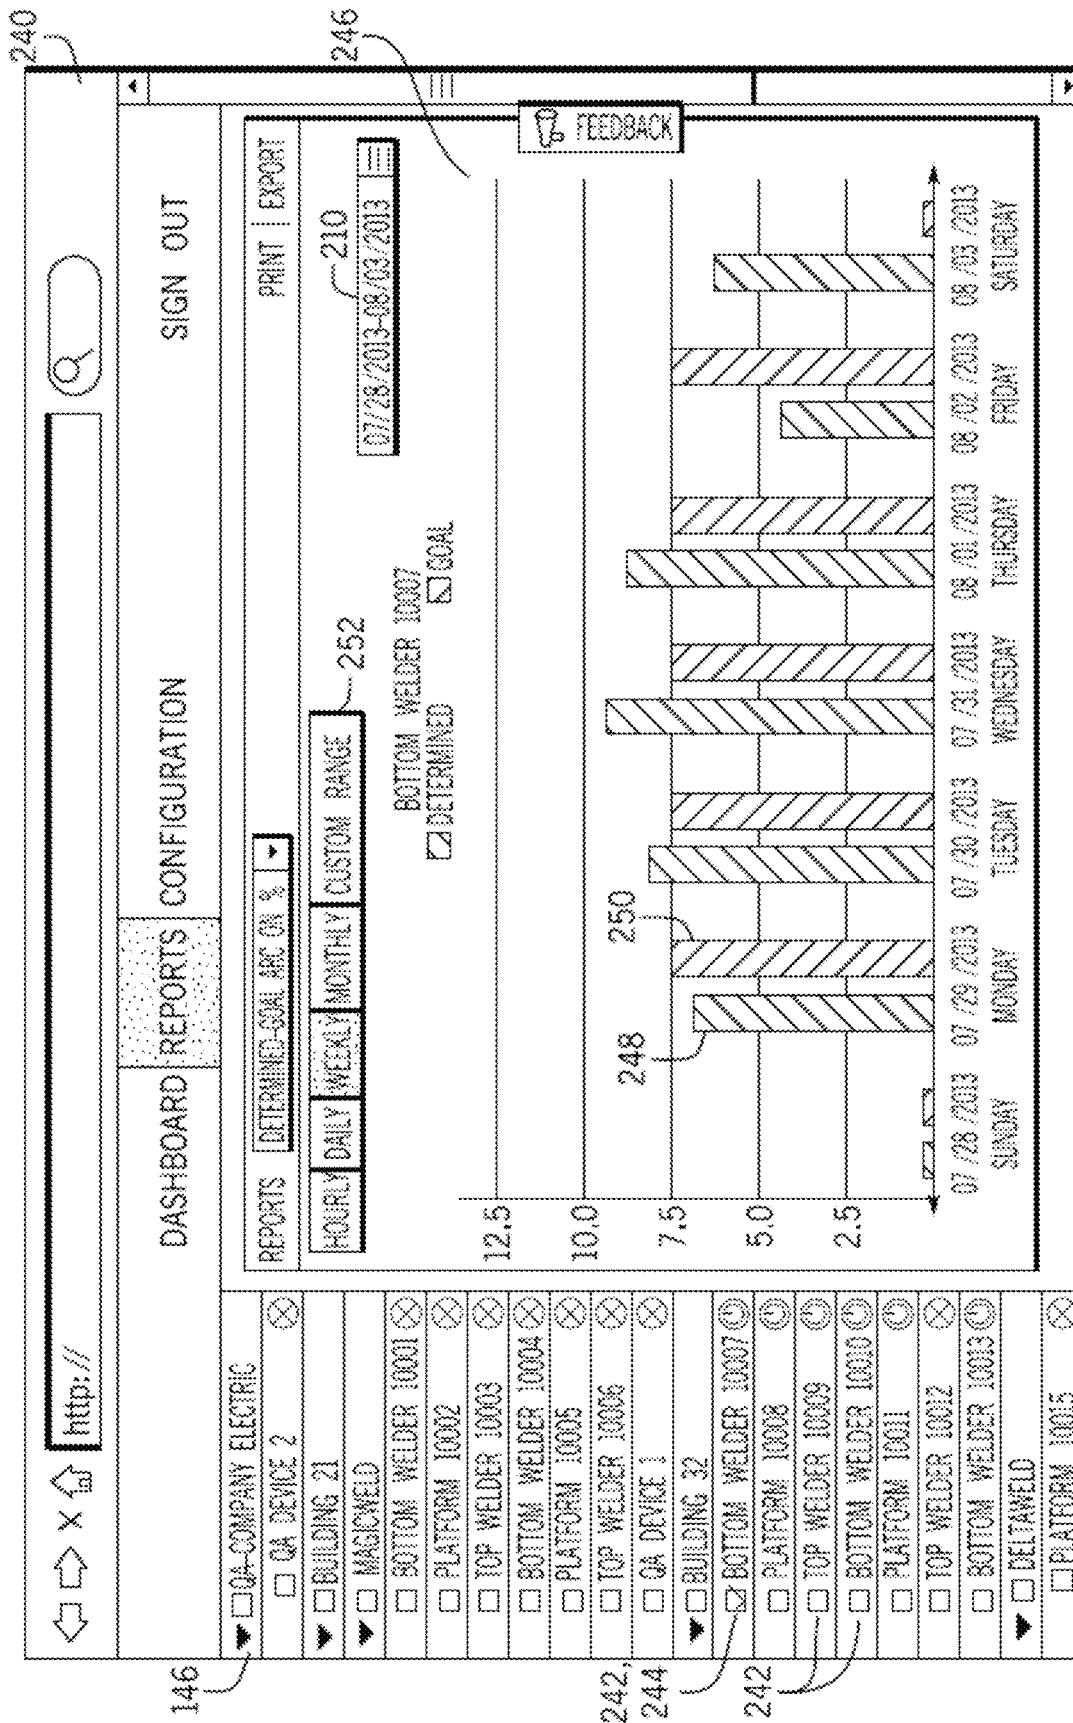 240
http://
DASHBOARD REPORTS CONFIGURATION SIGN OUT
146
QA-COMPANY ELECTRIC
QA DEVICE 2
BUILDING 21
MAGICWELD
BOTTOM WELDER 10001
PLATFORM 10002
TOP WELDER 10003
BOTTOM WELDER 10004
PLATFORM 10005
TOP WELDER 10006
QA DEVICE 1
BUILDING 32
242,
244
BOTTOM WELDER 10007
PLATFORM 10008
242
TOP WELDER 10009
BOTTOM WELDER 10010
PLATFORM 10011
TOP WELDER 10012
BOTTOM WELDER 10013
DELTAWELD
PLATFORM 10015
REPORTS DETERMINED-GOAL ARC ON % PRINT EXPORT
HOURLY DAILY WEEKLY MONTHLY CUSTOM RANGE
252
210
07/28/2013-08/03/2013
BOTTOM WELDER 10007
DETERMINED GOAL
246
FEEDBACK
12.5
10.0
7.5
5.0
2.5
248
250
07/28/2013 07/29/2013 07/30/2013 07/31/2013 08/01/2013 08/02/2013 08/03/2013
SUNDAY MONDAY TUESDAY WEDNESDAY THURSDAY FRIDAY SATURDAY